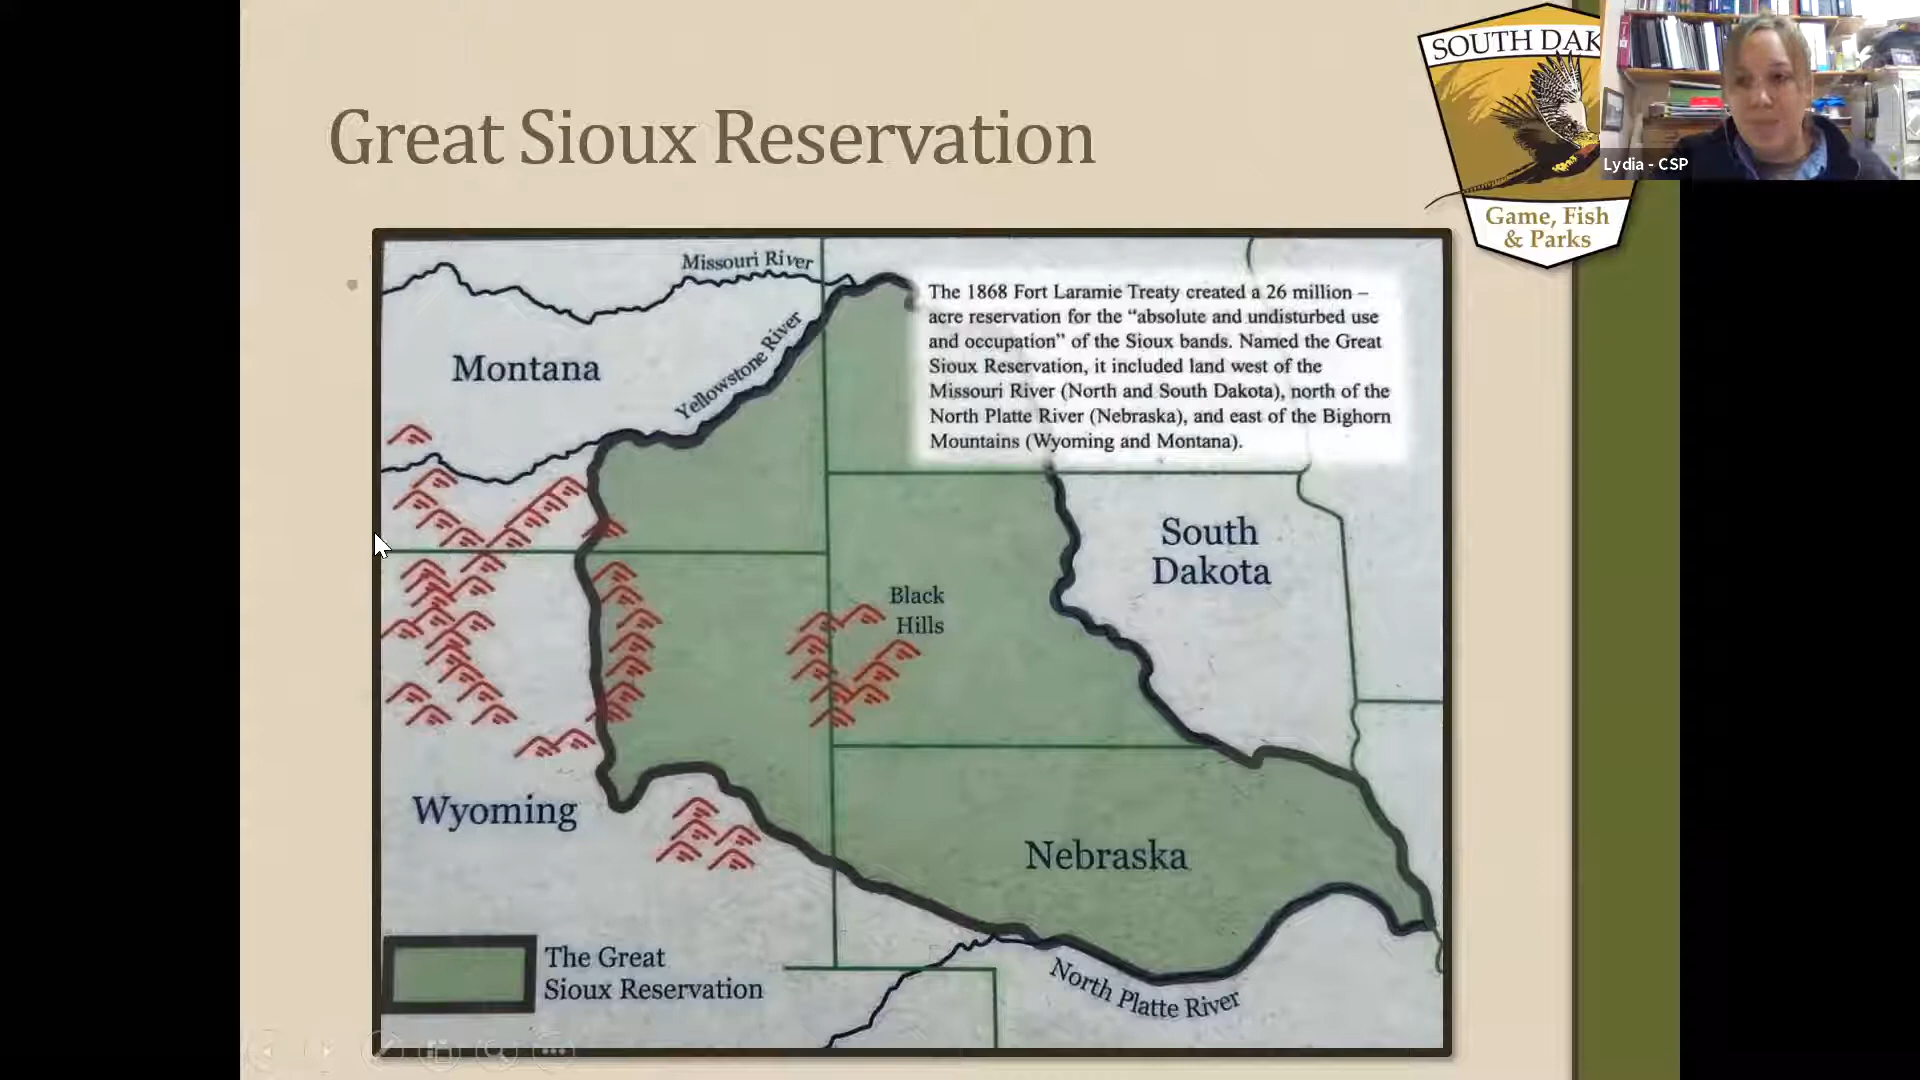 Great Sioux Reservation
SOUTH DAK
Game, Fish
& Parks
Lydia - CSP
Missouri River
Yellowstone River
Montana
The 1868 Fort Laramie Treaty created a 26 million –
acre reservation for the “absolute and undisturbed use
and occupation” of the Sioux bands. Named the Great
Sioux Reservation, it included land west of the
Missouri River (North and South Dakota), north of the
North Platte River (Nebraska), and east of the Bighorn
Mountains (Wyoming and Montana).
South
Dakota
Black
Hills
Wyoming
Nebraska
The Great
Sioux Reservation
North Platte River